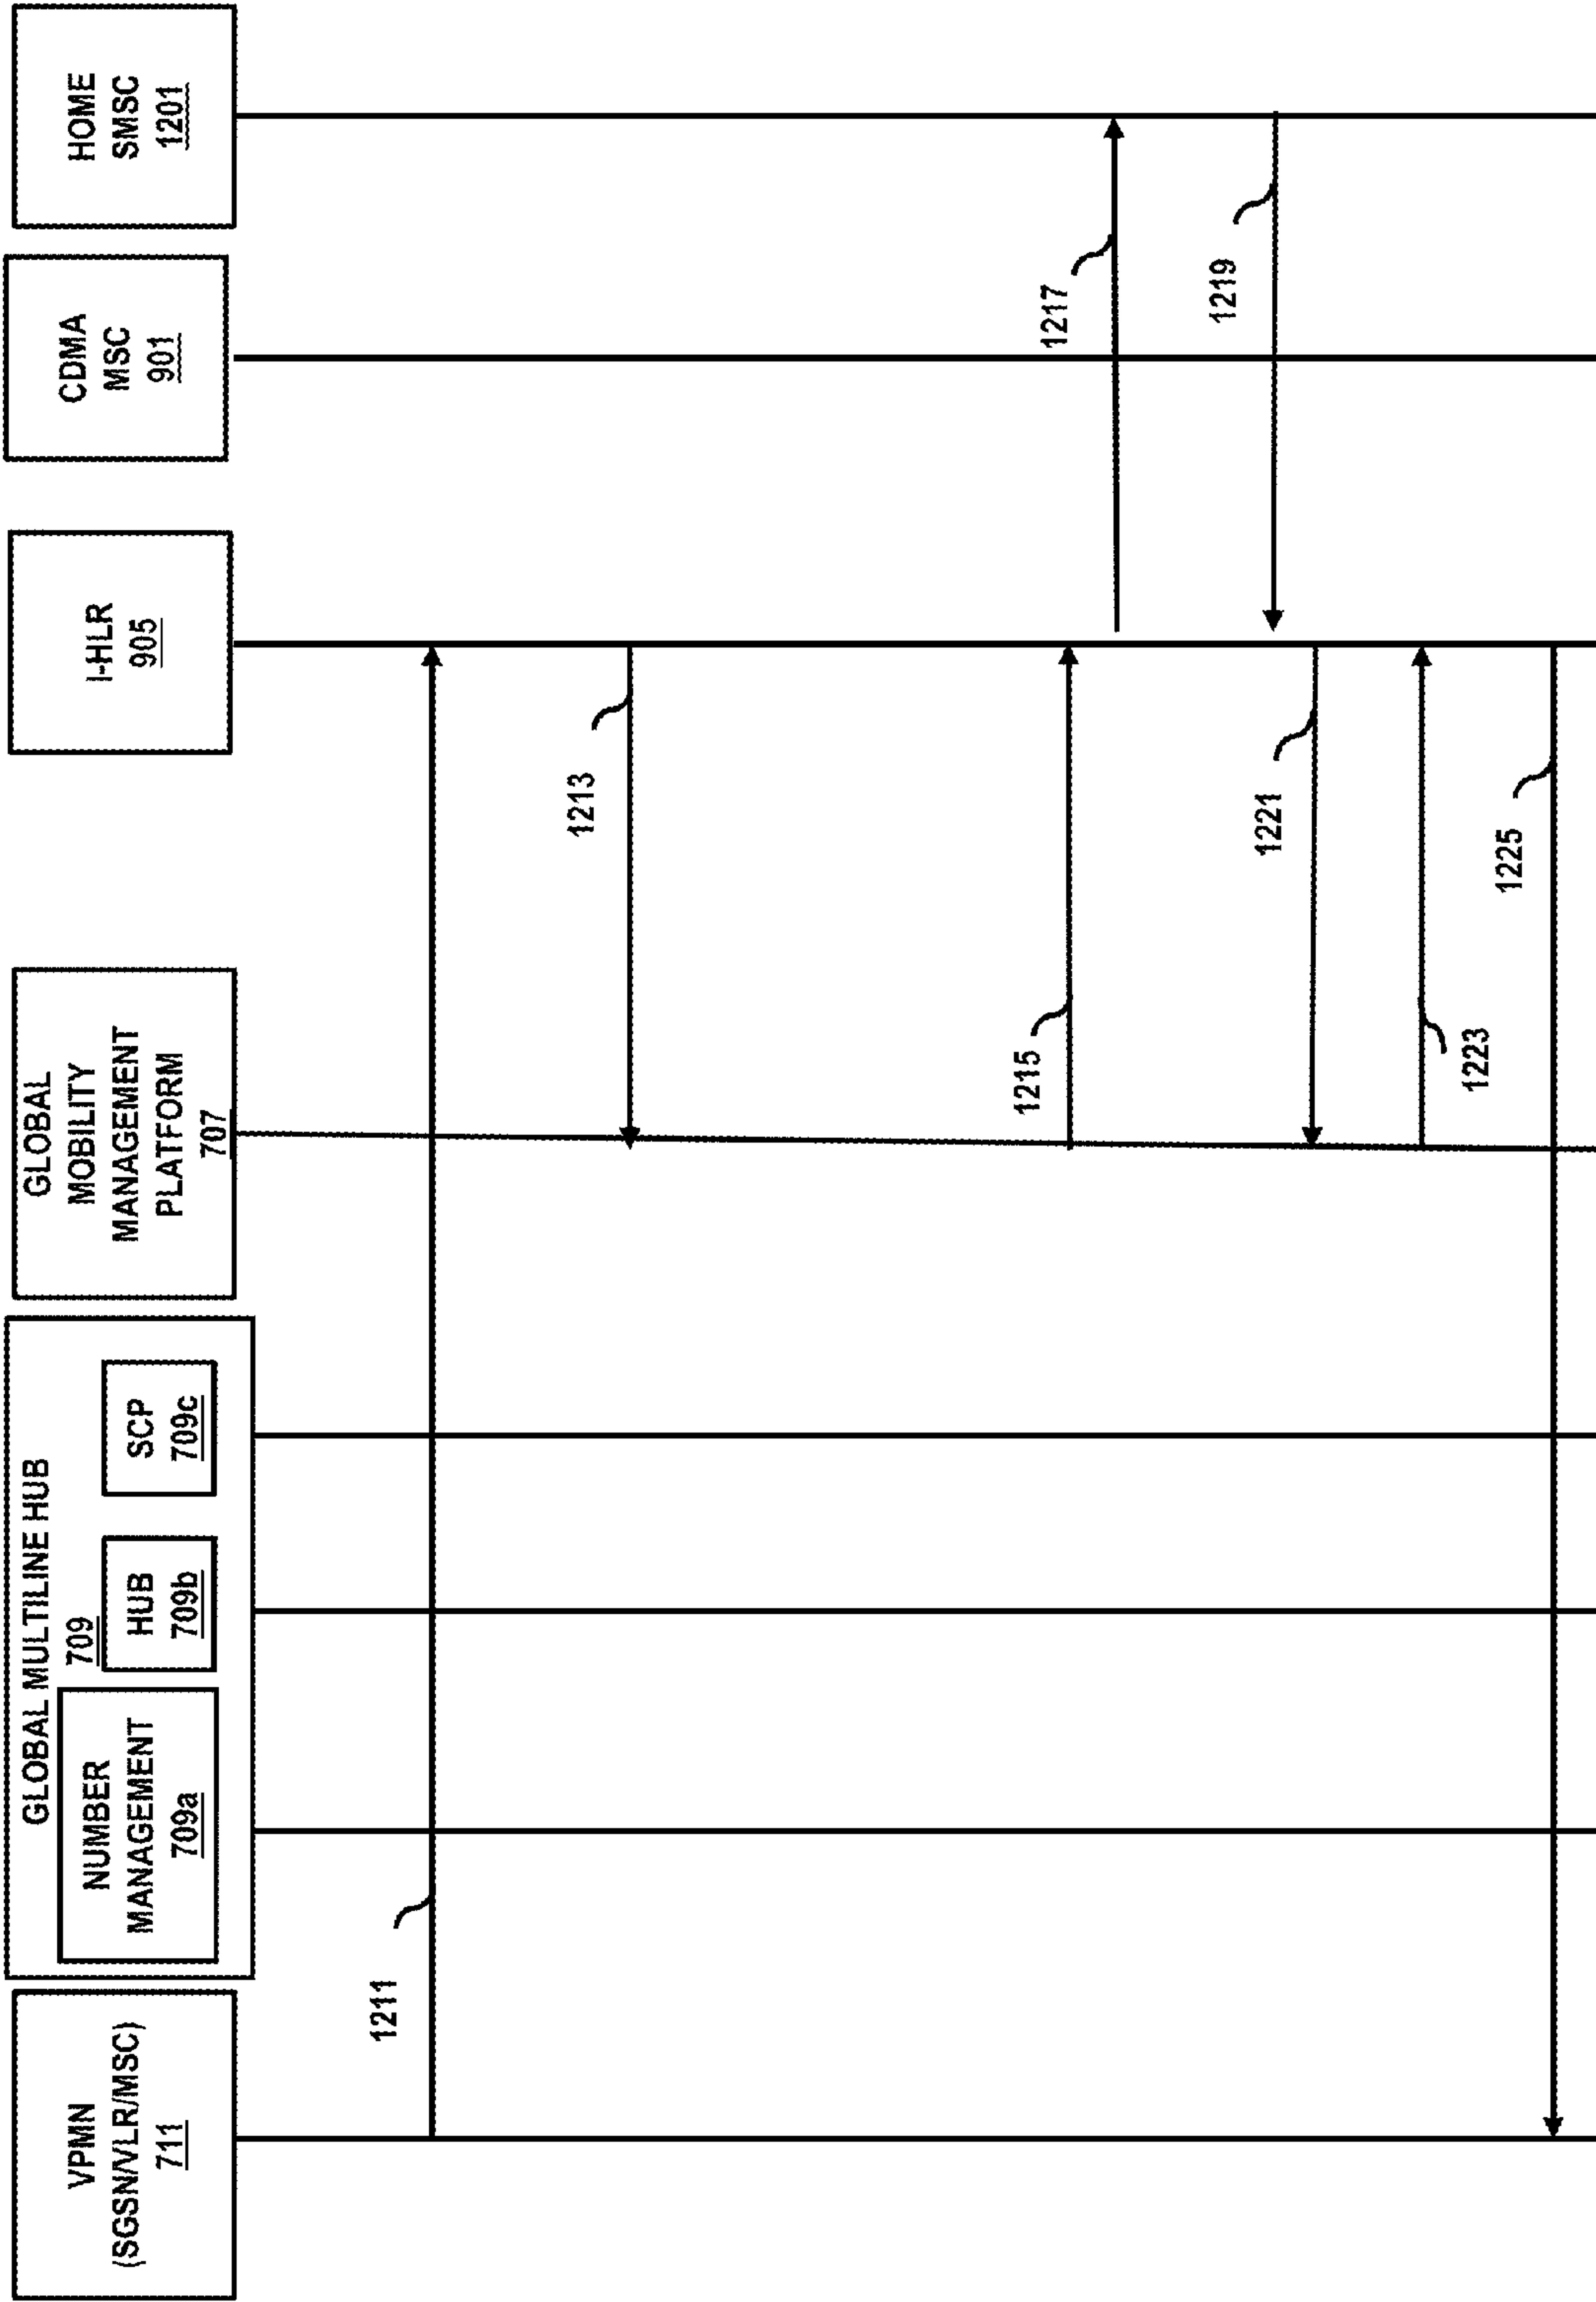 VPMN
(SGSN/VLR/MSC)
711
GLOBAL MULTILINE HUB
709
NUMBER
MANAGEMENT
709a
HUB
709b
SCP
709c
GLOBAL
MOBILITY
MANAGEMENT
PLATFORM
707
I-HLR
905
CDMA
MSC
901
HOME
SMSC
1201
1211
1213
1215
1217
1219
1221
1223
1225